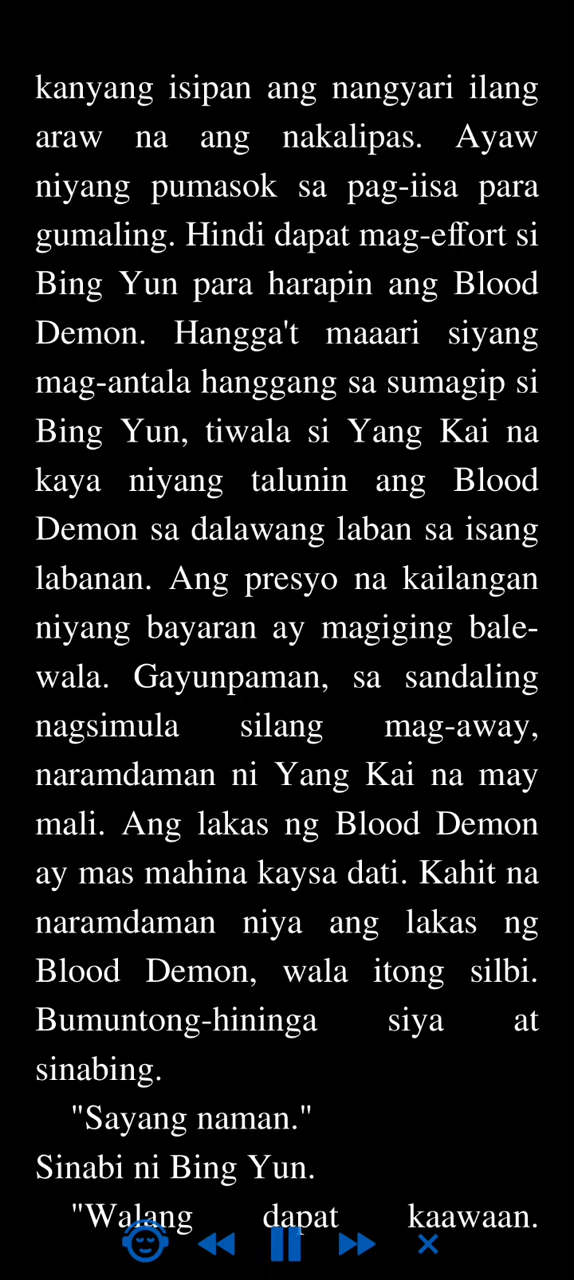 kanyang isipan ang nangyari ilang
araw na ang nakalipas. Ayaw
niyang pumasok sa pag-iisa para
gumaling. Hindi dapat mag-effort si
Bing Yun para harapin ang Blood
Demon. Hangga't maaari siyang
mag-antala hanggang sa sumagip si
Bing Yun, tiwala si Yang Kai na
kaya niyang talunin ang Blood
Demon sa dalawang laban sa isang
labanan. Ang presyo na kailangan
niyang bayaran ay magiging bale-
wala. Gayunpaman, sa sandaling
nagsimula silang mag-away,
naramdaman ni Yang Kai na may
mali. Ang lakas ng Blood Demon
ay mas mahina kaysa dati. Kahit na
naramdaman niya ang lakas ng
Blood Demon, wala itong silbi.
Bumuntong-hininga siya at
sinabing.
"Sayang naman."
Sinabi ni Bing Yun.
"Walang dapat kaawaan.